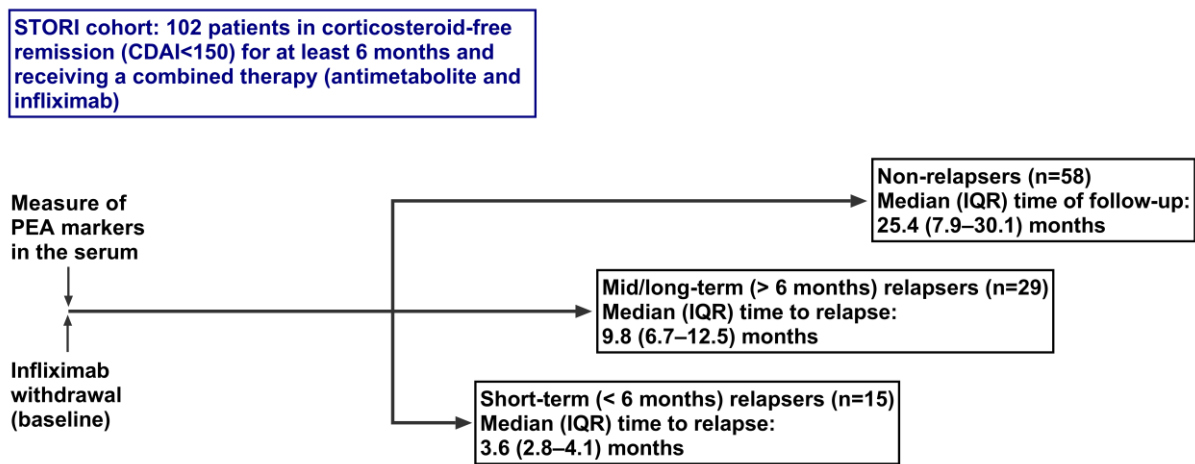 STORI cohort: 102 patients in corticosteroid-free
remission (CDAI<150) for at least 6 months and
receiving a combined therapy (antimetabolite and
infliximab)
Non-relapsers (n=58)
Median (IQR) time of follow-up:
25.4 (7.9–30.1) months
Measure of
PEA markers
in the serum
Mid/long-term (> 6 months) relapsers (n=29)
Median (IQR) time to relapse:
9.8 (6.7–12.5) months
Infliximab
withdrawal
(baseline)
Short-term (< 6 months) relapsers (n=15)
Median (IQR) time to relapse:
3.6 (2.8–4.1) months